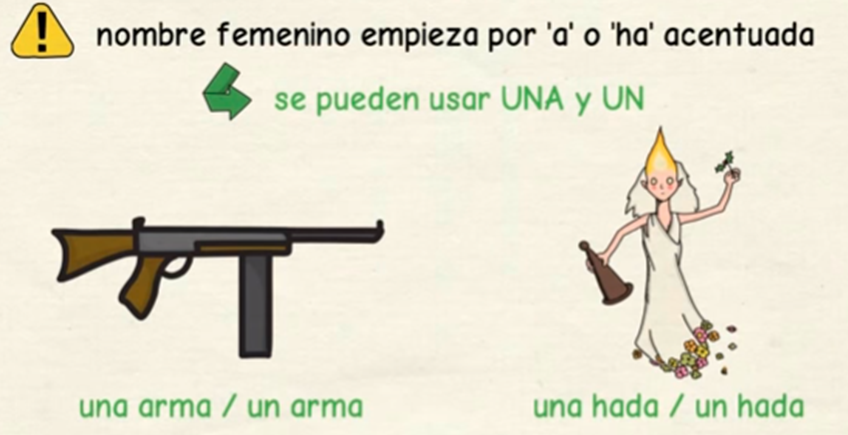 !
nombre femenino empieza por 'a' o 'ha' acentuada
se pueden usar UNA y UN
una arma / un arma
una hada / un hada